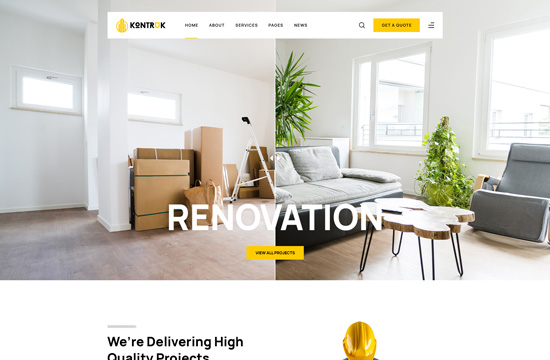 KONTROK
HOME ABOUT SERVICES PAGES NEWS
GET A QUOTE
RENOVATION
VIEW ALL PROJECTS
We're Delivering High
Quality Projects